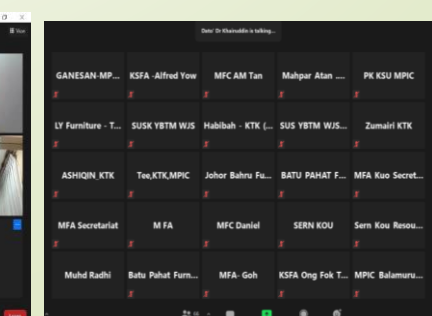 View
Dato' Dr Khairuddin is talking...
GANESAN-MP... KSFA -Alfred Yow MFC AM Tan Mahpar Atan .... PK KSU MPIC
LY Furniture - T... SUSK YBTM WJS Habibah - KTK (... SUS YBTM WJS... Zumairi KTK
ASHIQIN_KTK Tee,KTK,MPIC Johor Bahru Fu... BATU PAHAT F... MFA Kuo Secret...
MFA Secretariat M FA MFC Daniel SERN KOU Sern Kou Resou...
Muhd Radhi Batu Pahat Furn... MFA- Goh KSFA Ong Fok T... MPIC Balamuru...